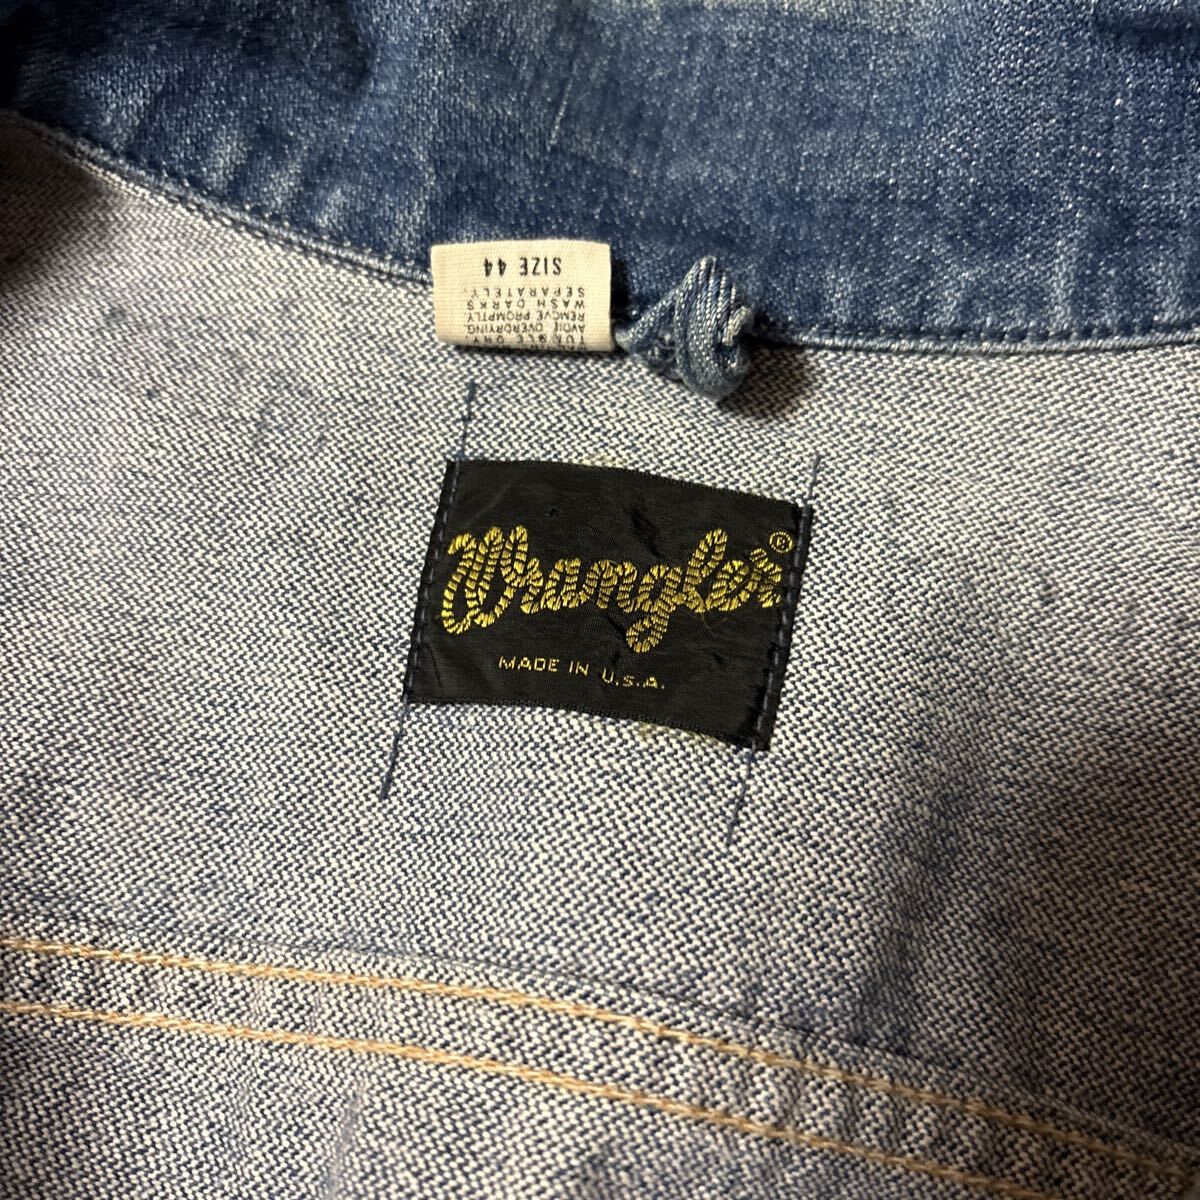 SIZE 44
SEPARATELY
WASH DARKS
REMOVE PROMPTLY.
AVOID OVERDRYING.
TUMBLE DRY
Wrangler®
MADE IN U.S.A.